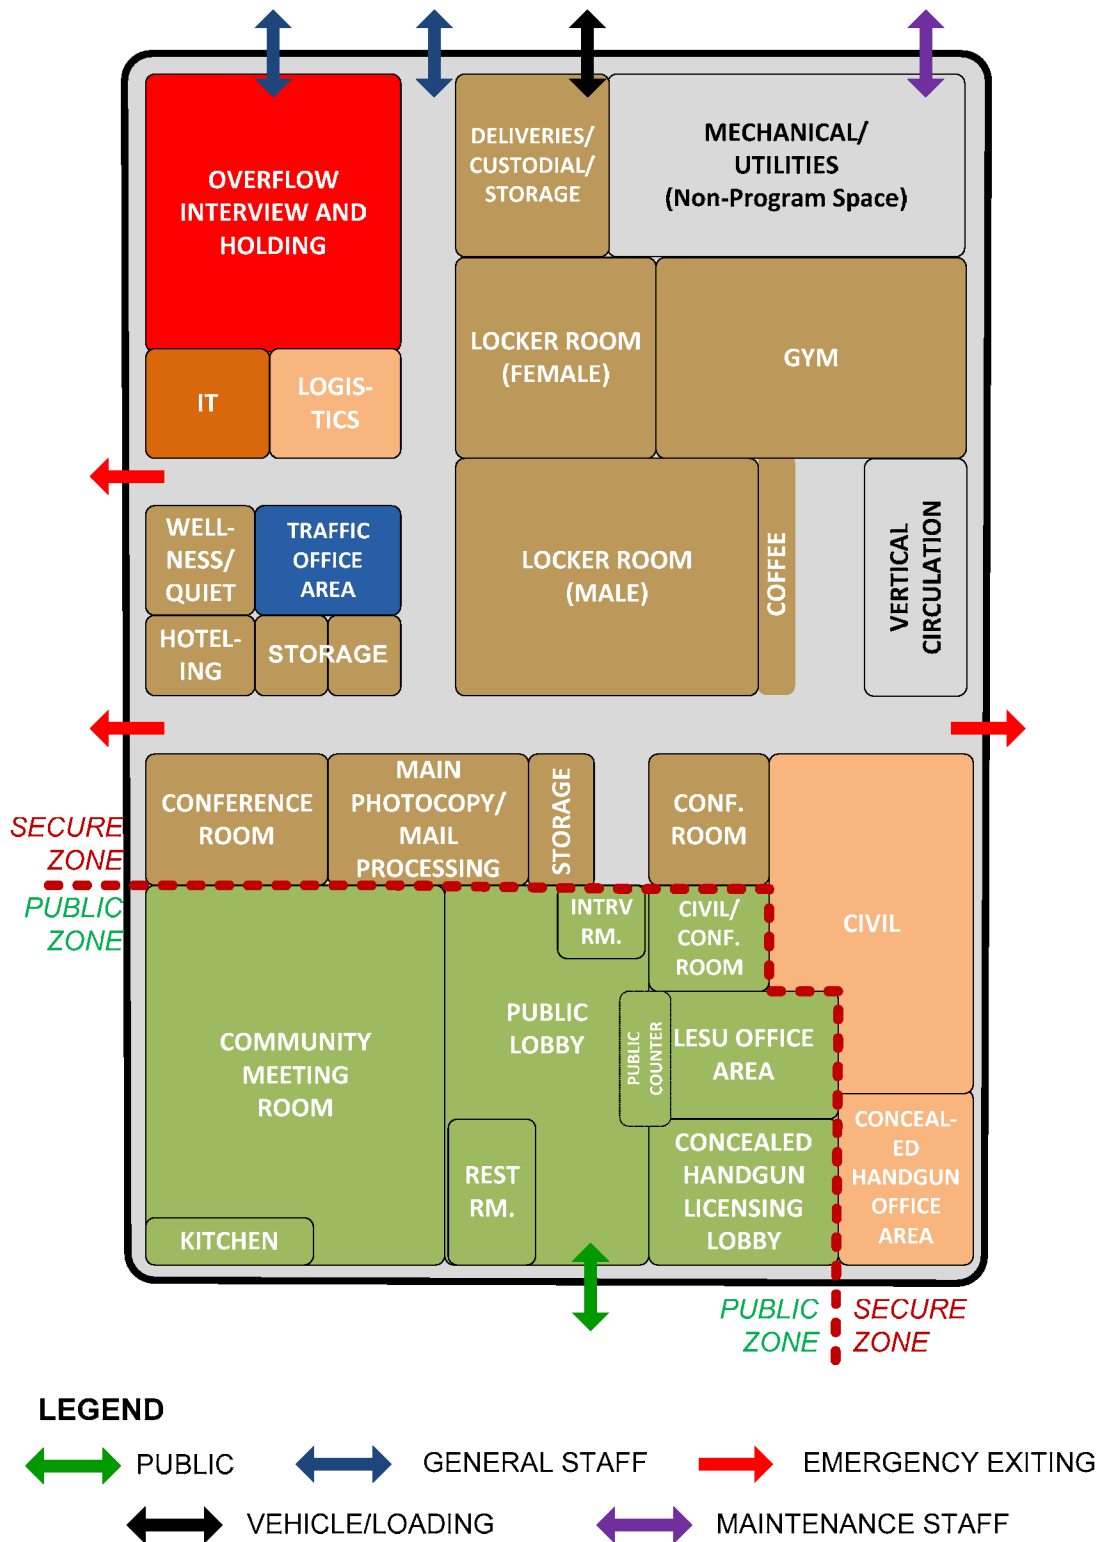 OVERFLOW
INTERVIEW AND
HOLDING
DELIVERIES/
CUSTODIAL/
STORAGE
MECHANICAL/
UTILITIES
(Non-Program Space)
LOCKER ROOM
(FEMALE)
GYM
IT
LOGIS-
TICS
WELL-
NESS/
QUIET
TRAFFIC
OFFICE
AREA
HOTEL-
ING
STORAGE
LOCKER ROOM
(MALE)
COFFEE
VERTICAL
CIRCULATION
CONFERENCE
ROOM
MAIN
PHOTOCOPY/
MAIL
PROCESSING
STORAGE
CONF.
ROOM
CIVIL
SECURE
ZONE
PUBLIC
ZONE
INTRV
RM.
CIVIL/
CONF.
ROOM
COMMUNITY
MEETING
ROOM
PUBLIC
LOBBY
PUBLIC
COUNTER
LESU OFFICE
AREA
REST
RM.
CONCEALED
HANDGUN
LICENSING
LOBBY
CONCEAL-
ED
HANDGUN
OFFICE
AREA
KITCHEN
PUBLIC
ZONE
SECURE
ZONE
LEGEND
PUBLIC
GENERAL STAFF
EMERGENCY EXITING
VEHICLE/LOADING
MAINTENANCE STAFF